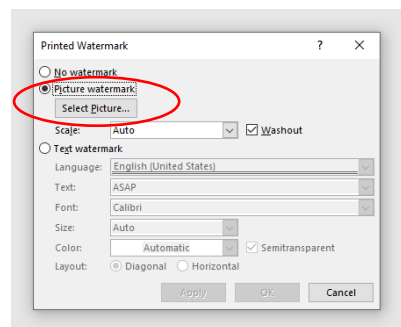 Printed Watermark ? ×
No watermark
Picture watermark
Select Picture...
Scale: Auto Washout
Text watermark
Language: English (United States)
Text: ASAP
Font: Calibri
Size: Auto
Color: Automatic Semitransparent
Layout: Diagonal Horizontal
Apply OK Cancel